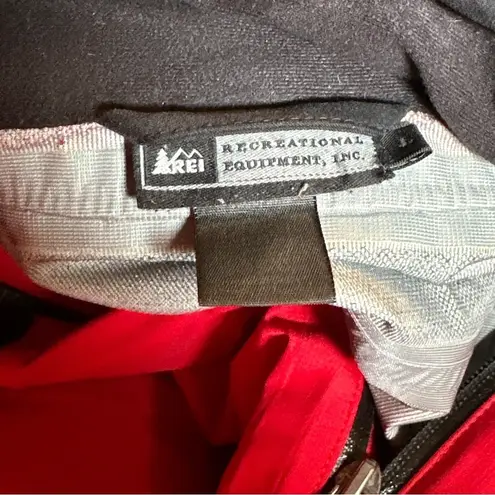 REI
RECREATIONAL
EQUIPMENT, INC.